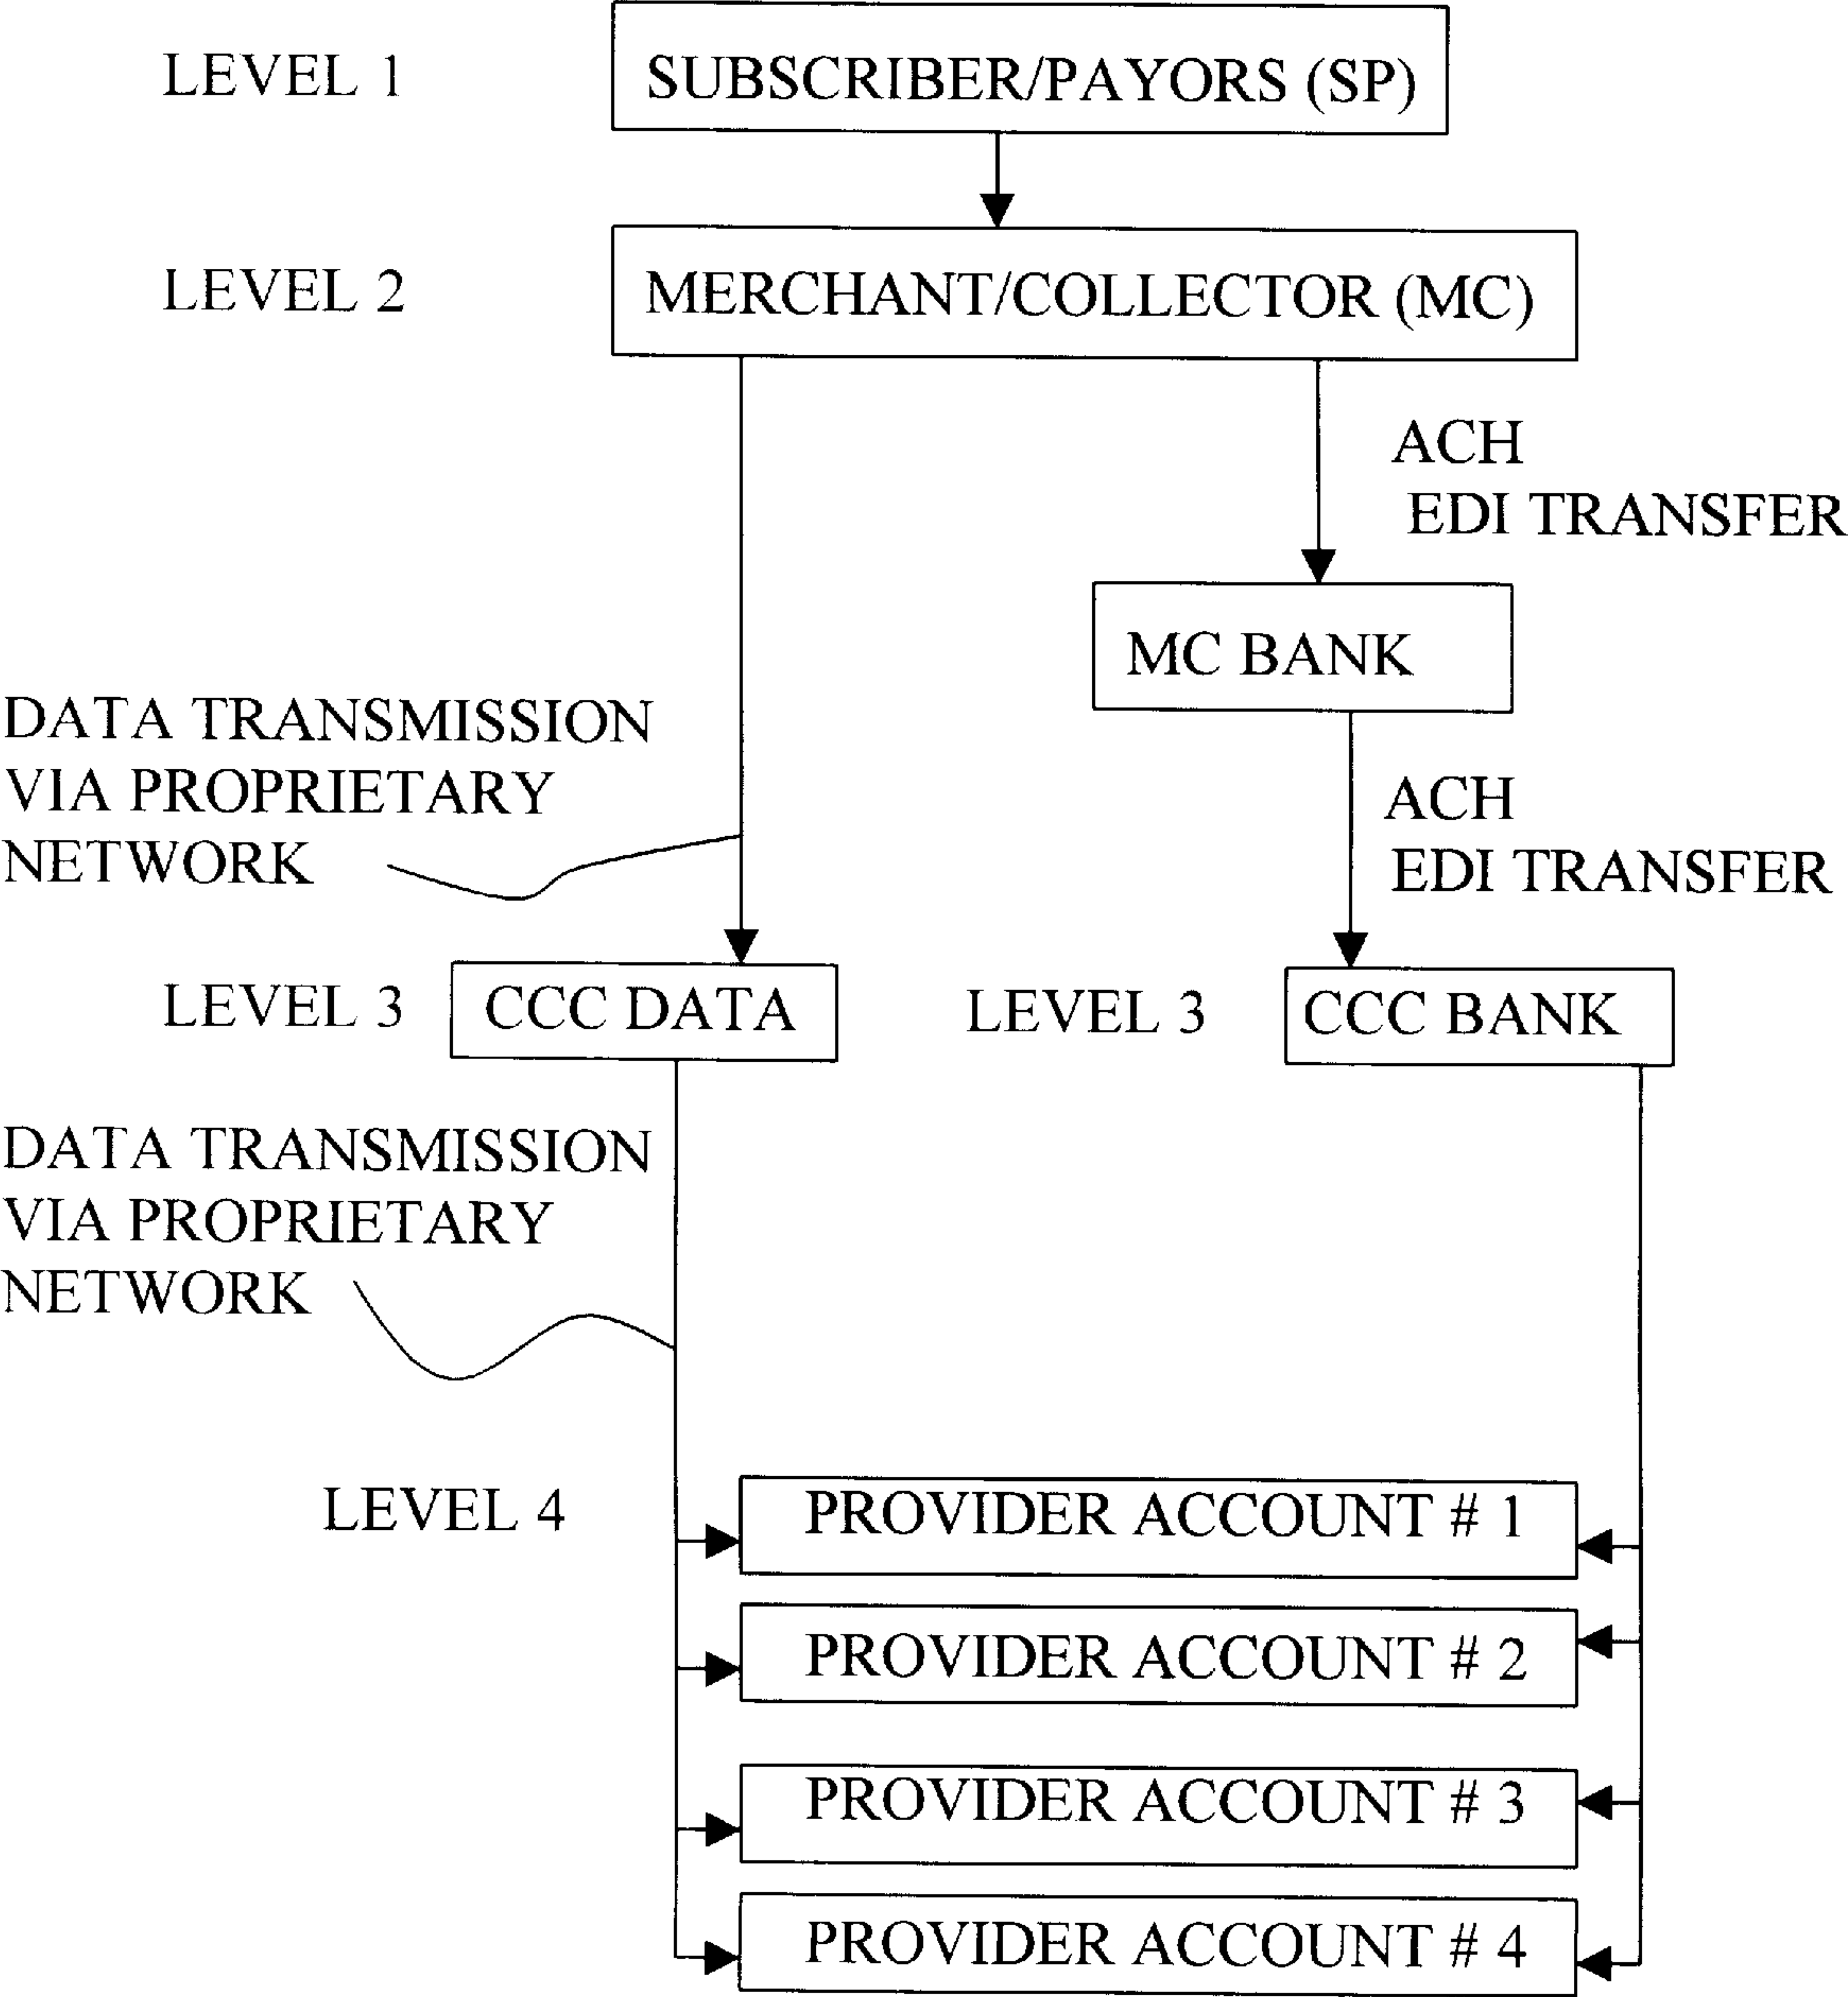 LEVEL 1
SUBSCRIBER/PAYORS (SP)
LEVEL 2
MERCHANT/COLLECTOR (MC)
ACH
EDI TRANSFER
MC BANK
DATA TRANSMISSION
VIA PROPRIETARY
NETWORK
ACH
EDI TRANSFER
LEVEL 3
CCC DATA
LEVEL 3
CCC BANK
DATA TRANSMISSION
VIA PROPRIETARY
NETWORK
LEVEL 4
PROVIDER ACCOUNT # 1
PROVIDER ACCOUNT # 2
PROVIDER ACCOUNT # 3
PROVIDER ACCOUNT # 4